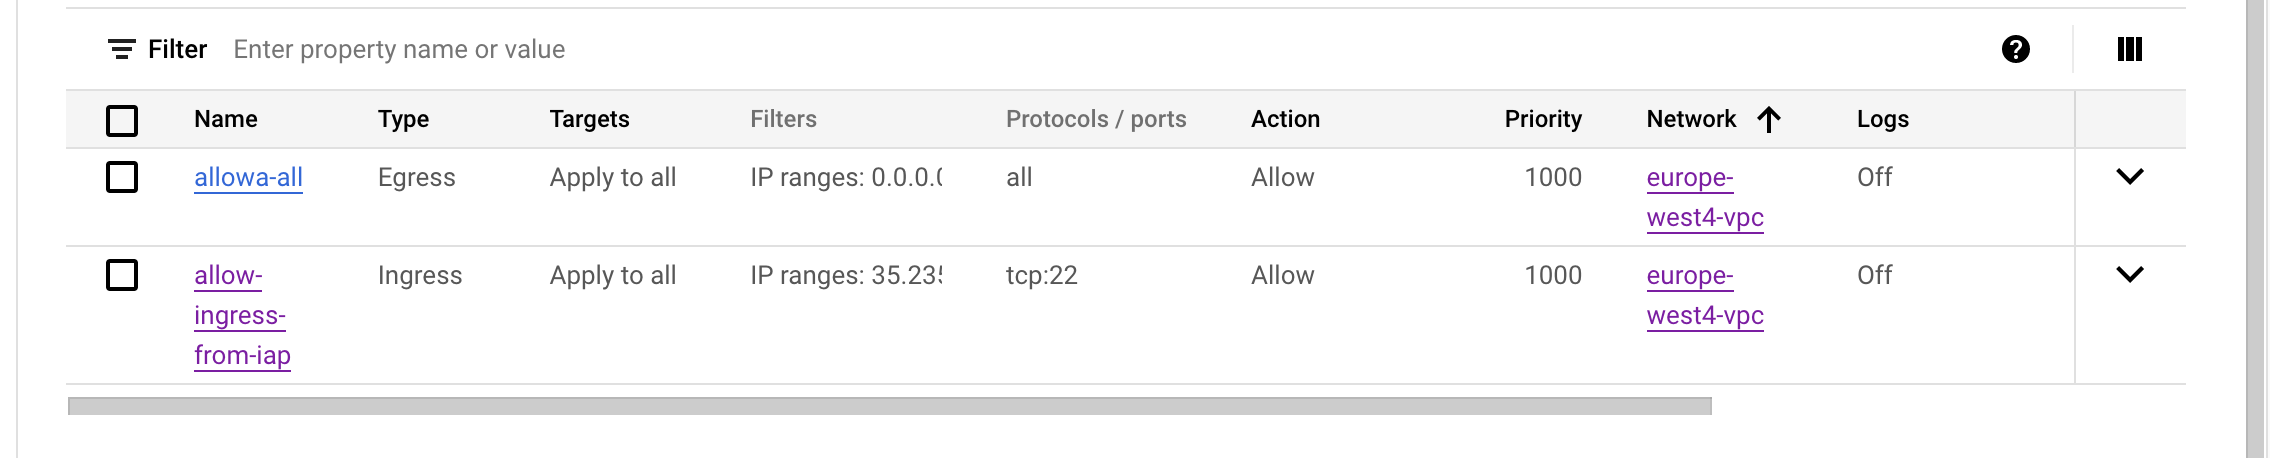 Filter Enter property name or value
Name Type Targets Filters Protocols / ports Action Priority Network Logs
allowa-all Egress Apply to all IP ranges: 0.0.0. all Allow 1000 europe-
west4-vpc Off
allow-
ingress-
from-iap Ingress Apply to all IP ranges: 35.23 tcp:22 Allow 1000 europe-
west4-vpc Off